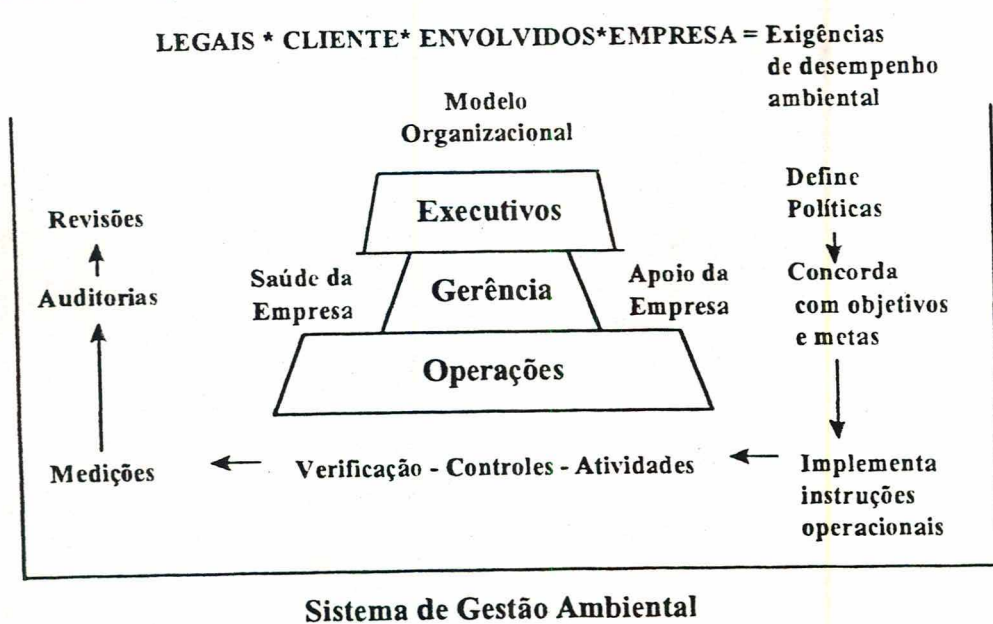 LEGAIS * CLIENTE* ENVOLVIDOS*EMPRESA = Exigências
de desempenho
ambiental
Modelo
Organizacional
Executivos
Gerência
Operações
Saúde da
Empresa
Apoio da
Empresa
Define
Políticas
Concorda
com objetivos
e metas
Implementa
instruções
operacionais
Verificação - Controles - Atividades
Medições
Auditorias
Revisões
Sistema de Gestão Ambiental